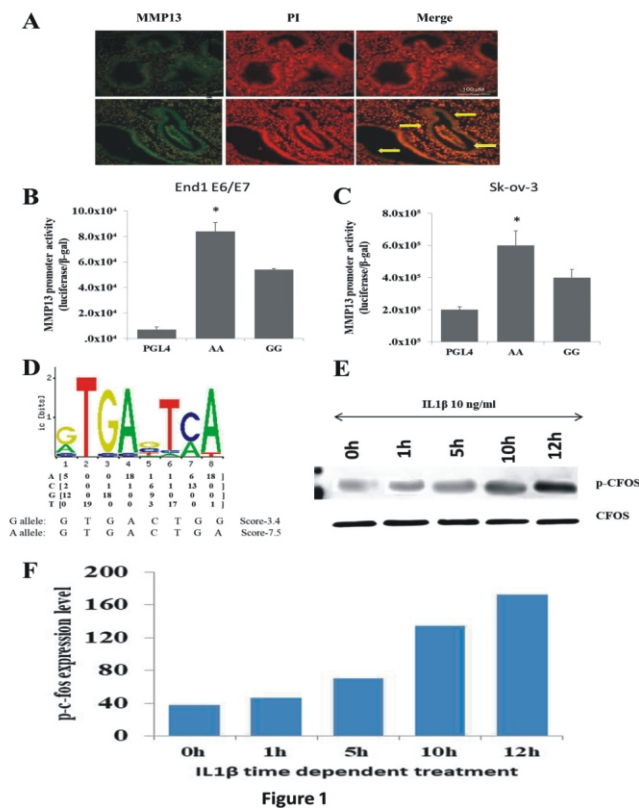 A
MMP13 PI Merge
100µM
B
End1 E6/E7
MMP13 promoter activity
(luciferase/β-gal)
10.0x10⁴
8.0x10⁴
6.0x10⁴
4.0x10⁴
2.0x10⁴
.0x10⁴
*
PGL4 AA GG
C
Sk-ov-3
MMP13 promoter activity
(luciferase/β-gal)
8.0x10⁵
6.0x10⁵
4.0x10⁵
2.0x10⁵
.0x10⁵
*
PGL4 AA GG
D
ic [bits]
2
1
GTGA TCA
1 2 3 4 5 6 7 8
A [5 0 0 18 1 1 6 18]
C [2 0 1 1 6 1 13 0 ]
G [12 0 18 0 9 0 0 0 ]
T [0 19 0 0 3 17 0 1 ]
G allele: G T G A C T G G Score-3.4
A allele: G T G A C T G A Score-7.5
E
IL1β 10 ng/ml
0h 1h 5h 10h 12h
p-CFOS
CFOS
F
p-c-fos expression level
200
160
120
80
40
0
0h 1h 5h 10h 12h
IL1β time dependent treatment
Figure 1